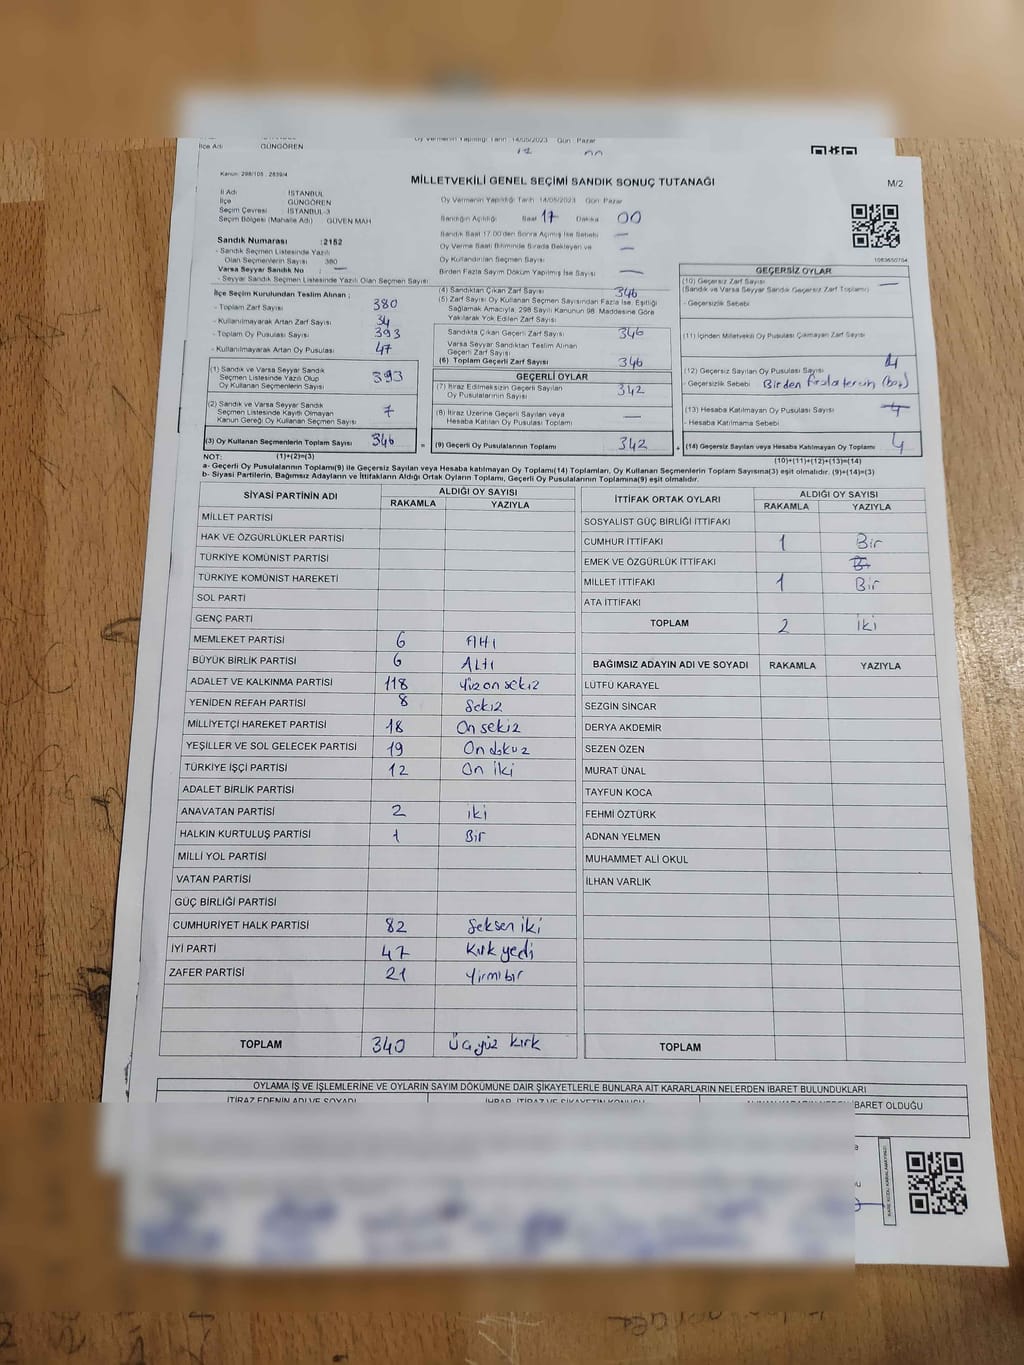 İlçe Adı GÜNGÖREN
Oy Vermenin Yapıldığı Tarih 14/05/2023 Gün: Pazar
17 00
Kanun: 298/105 , 2839/4
MİLLETVEKİLİ GENEL SEÇİMİ SANDIK SONUÇ TUTANAĞI
M/2
İl Adı İSTANBUL
İlçe GÜNGÖREN
Seçim Çevresi İSTANBUL-3
Seçim Bölgesi (Mahalle Adı) GÜVEN MAH
Oy Vermenin Yapıldığı Tarih 14/05/2023 Gün: Pazar
Sandığın Açıldığı Saat 17 Dakika 00
Sandık Saat 17.00'den Sonra Açılmış İse Sebebi —
Oy Verme Saati Bitiminde Sırada Bekleyen ve —
Oy Kullandırılan Seçmen Sayısı
Birden Fazla Sayım Döküm Yapılmış İse Sayısı —
Sandık Numarası :2152
- Sandık Seçmen Listesinde Yazılı
Olan Seçmenlerin Sayısı 380
Varsa Seyyar Sandık No : —
- Seyyar Sandık Seçmen Listesinde Yazılı Olan Seçmen Sayısı
İlçe Seçim Kurulundan Teslim Alınan ;
- Toplam Zarf Sayısı 380
- Kullanılmayarak Artan Zarf Sayısı 34
- Toplam Oy Pusulası Sayısı 393
- Kullanılmayarak Artan Oy Pusulası 47
(1) Sandık ve Varsa Seyyar Sandık
Seçmen Listesinde Yazılı Olup
Oy Kullanan Seçmenlerin Sayısı 393
(2) Sandık ve Varsa Seyyar Sandık
Seçmen Listesinde Kayıtlı Olmayan
Kanun Gereği Oy Kullanan Seçmen Sayısı 7
(3) Oy Kullanan Seçmenlerin Toplam Sayısı 346 =
(4) Sandıktan Çıkan Zarf Sayısı 346
(5) Zarf Sayısı Oy Kullanan Seçmen Sayısından Fazla İse, Eşitliği
Sağlamak Amacıyla, 298 Sayılı Kanunun 98. Maddesine Göre
Yakılarak Yok Edilen Zarf Sayısı
Sandıkta Çıkan Geçerli Zarf Sayısı 346
Varsa Seyyar Sandıktan Teslim Alınan
Geçerli Zarf Sayısı
(6) Toplam Geçerli Zarf Sayısı 346
GEÇERLİ OYLAR
(7) İtiraz Edilmeksizin Geçerli Sayılan
Oy Pusulalarının Sayısı 342
(8) İtiraz Üzerine Geçerli Sayılan veya
Hesaba Katılan Oy Pusulası Toplamı —
(9) Geçerli Oy Pusulalarının Toplamı 342 +
1083650754
GEÇERSİZ OYLAR
(10) Geçersiz Zarf Sayısı —
(Sandık ve Varsa Seyyar Sandık Geçersiz Zarf Toplamı)
- Geçersizlik Sebebi
(11) İçinden Milletvekili Oy Pusulası Çıkmayan Zarf Sayısı
(12) Geçersiz Sayılan Oy Pusulası Sayısı 4
- Geçersizlik Sebebi Birden fazla tercih
(13) Hesaba Katılmayan Oy Pusulası Sayısı
- Hesaba Katılmama Sebebi
(14) Geçersiz Sayılan veya Hesaba Katılmayan Oy Toplamı 4
NOT: (1)+(2)=(3) (10)+(11)+(12)+(13)=(14)
a- Geçerli Oy Pusulalarının Toplamı(9) ile Geçersiz Sayılan veya Hesaba katılmayan Oy Toplamı(14) Toplamları, Oy Kullanan Seçmenlerin Toplam Sayısına(3) eşit olmalıdır. (9)+(14)=(3)
b- Siyasi Partilerin, Bağımsız Adayların ve İttifakların Aldığı Ortak Oyların Toplamı, Geçerli Oy Pusulalarının Toplamına(9) eşit olmalıdır.
SİYASİ PARTİNİN ADI ALDIĞI OY SAYISI
RAKAMLA YAZIYLA
MİLLET PARTİSİ
HAK VE ÖZGÜRLÜKLER PARTİSİ
TÜRKİYE KOMÜNİST PARTİSİ
TÜRKİYE KOMÜNİST HAREKETİ
SOL PARTİ
GENÇ PARTİ
MEMLEKET PARTİSİ 6 Altı
BÜYÜK BİRLİK PARTİSİ 6 Altı
ADALET VE KALKINMA PARTİSİ 118 Yüz on sekiz
YENİDEN REFAH PARTİSİ 8 Sekiz
MİLLİYETÇİ HAREKET PARTİSİ 18 On sekiz
YEŞİLLER VE SOL GELECEK PARTİSİ 19 On dokuz
TÜRKİYE İŞÇİ PARTİSİ 12 On iki
ADALET BİRLİK PARTİSİ
ANAVATAN PARTİSİ 2 iki
HALKIN KURTULUŞ PARTİSİ 1 Bir
MİLLİ YOL PARTİSİ
VATAN PARTİSİ
GÜÇ BİRLİĞİ PARTİSİ
CUMHURİYET HALK PARTİSİ 82 Seksen iki
İYİ PARTİ 47 Kırk yedi
ZAFER PARTİSİ 21 Yirmibir
TOPLAM 340 Üçyüz kırk
İTTİFAK ORTAK OYLARI ALDIĞI OY SAYISI
RAKAMLA YAZIYLA
SOSYALİST GÜÇ BİRLİĞİ İTTİFAKI
CUMHUR İTTİFAKI 1 Bir
EMEK VE ÖZGÜRLÜK İTTİFAKI
MİLLET İTTİFAKI 1 Bir
ATA İTTİFAKI
TOPLAM 2 iki
BAĞIMSIZ ADAYIN ADI VE SOYADI RAKAMLA YAZIYLA
LÜTFÜ KARAYEL
SEZGİN SİNCAR
DERYA AKDEMİR
SEZEN ÖZEN
MURAT ÜNAL
TAYFUN KOCA
FEHMİ ÖZTÜRK
ADNAN YELMEN
MUHAMMET ALİ OKUL
İLHAN VARLIK
TOPLAM
OYLAMA İŞ VE İŞLEMLERİNE VE OYLARIN SAYIM DÖKÜMÜNE DAİR ŞİKAYETLERLE BUNLARA AİT KARARLARIN NELERDEN İBARET BULUNDUKLARI
İTİRAZ EDENİN ADI VE SOYADI İHBAR, İTİRAZ VE ŞİKAYETİN KONUSU BARET OLDUĞU